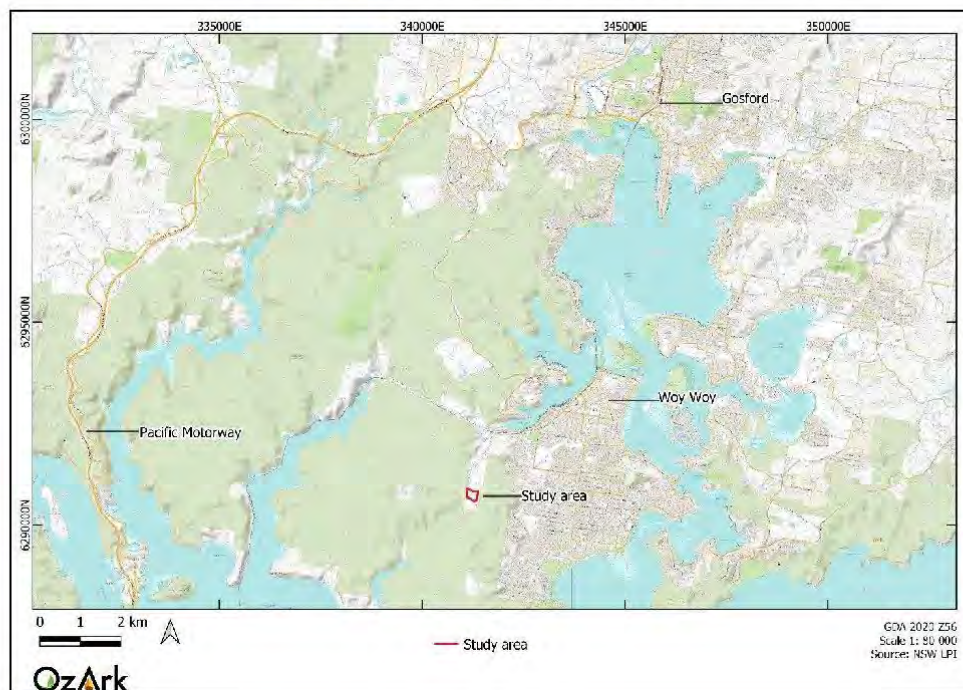 335000E 340000E 345000E 350000E
Gosford
6300000N
6295000N
Woy Woy
Pacific Motorway
Study area
6290000N
0 1 2 km
Study area
GDA 2020 Z56
Scale 1: 80 000
Source: NSW LPI
OzArk